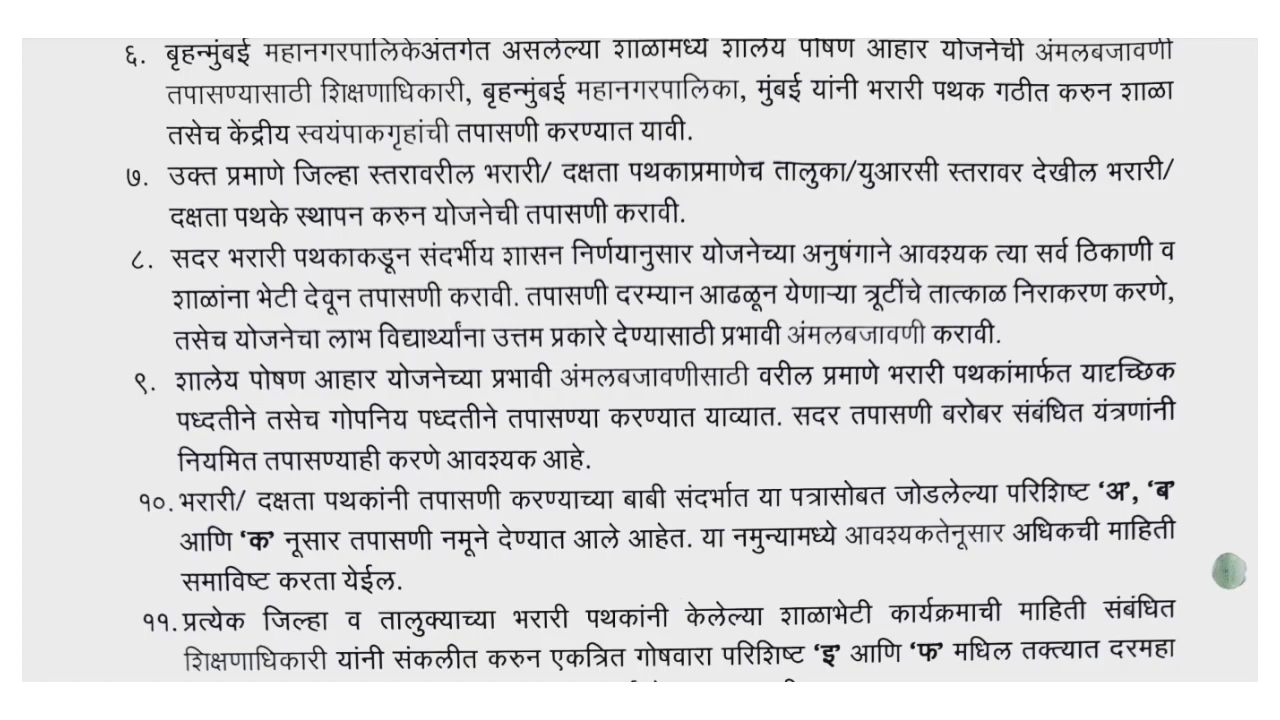 ६. बृहन्मुंबई महानगरपालिकेअंतर्गत असलेल्या शाळामध्ये शालेय पोषण आहार योजनेची अंमलबजावणी
तपासण्यासाठी शिक्षणाधिकारी, बृहन्मुंबई महानगरपालिका, मुंबई यांनी भरारी पथक गठीत करुन शाळा
तसेच केंद्रीय स्वयंपाकगृहांची तपासणी करण्यात यावी.
७. उक्त प्रमाणे जिल्हा स्तरावरील भरारी/ दक्षता पथकाप्रमाणेच तालुका/युआरसी स्तरावर देखील भरारी/
दक्षता पथके स्थापन करुन योजनेची तपासणी करावी.
८. सदर भरारी पथकाकडून संदर्भीय शासन निर्णयानुसार योजनेच्या अनुषंगाने आवश्यक त्या सर्व ठिकाणी व
शाळांना भेटी देवून तपासणी करावी. तपासणी दरम्यान आढळून येणाऱ्या त्रूटींचे तात्काळ निराकरण करणे,
तसेच योजनेचा लाभ विद्यार्थ्यांना उत्तम प्रकारे देण्यासाठी प्रभावी अंमलबजावणी करावी.
९. शालेय पोषण आहार योजनेच्या प्रभावी अंमलबजावणीसाठी वरील प्रमाणे भरारी पथकांमार्फत यादृच्छिक
पध्दतीने तसेच गोपनिय पध्दतीने तपासण्या करण्यात याव्यात. सदर तपासणी बरोबर संबंधित यंत्रणांनी
नियमित तपासण्याही करणे आवश्यक आहे.
१०. भरारी/ दक्षता पथकांनी तपासणी करण्याच्या बाबी संदर्भात या पत्रासोबत जोडलेल्या परिशिष्ट ‘अ’, ‘ब’
आणि ‘क’ नूसार तपासणी नमूने देण्यात आले आहेत. या नमुन्यामध्ये आवश्यकतेनूसार अधिकची माहिती
समाविष्ट करता येईल.
११. प्रत्येक जिल्हा व तालुक्याच्या भरारी पथकांनी केलेल्या शाळाभेटी कार्यक्रमाची माहिती संबंधित
शिक्षणाधिकारी यांनी संकलीत करुन एकत्रित गोषवारा परिशिष्ट ‘इ’ आणि ‘फ’ मधिल तक्त्यात दरमहा